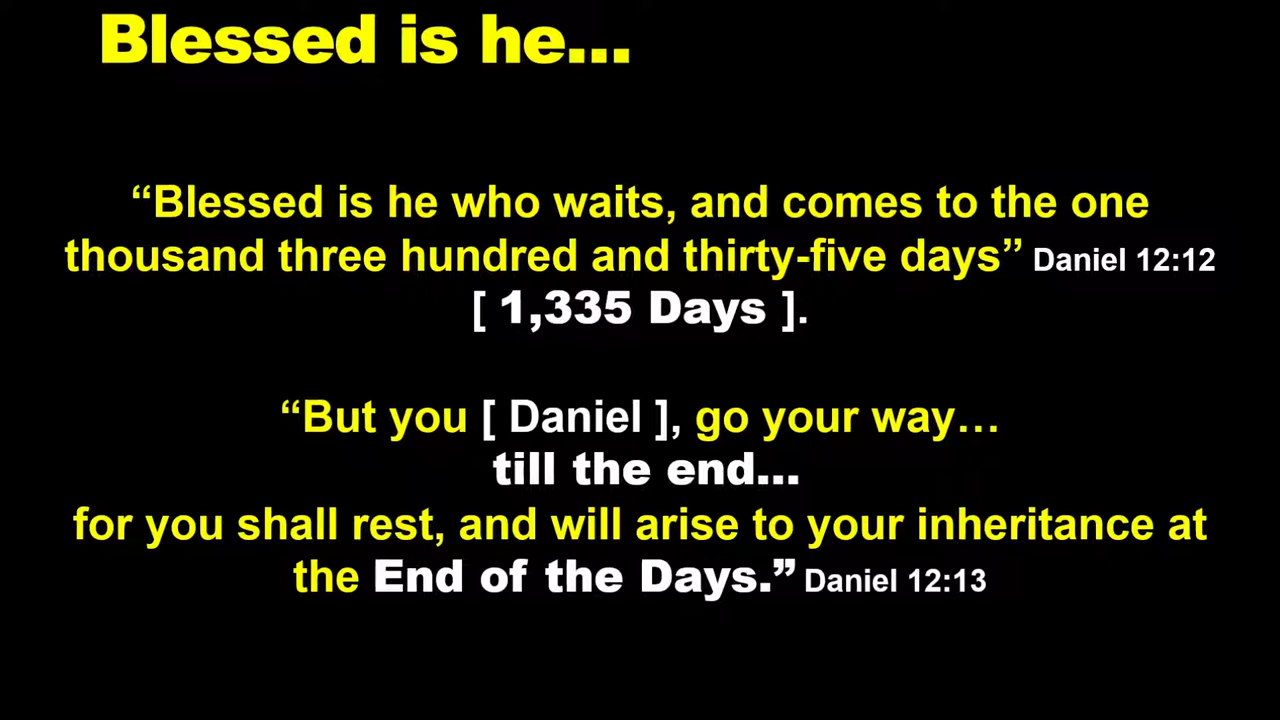 Blessed is he...
“Blessed is he who waits, and comes to the one
thousand three hundred and thirty-five days” Daniel 12:12
[ 1,335 Days ].
“But you [ Daniel ], go your way…
till the end...
for you shall rest, and will arise to your inheritance at
the End of the Days.” Daniel 12:13